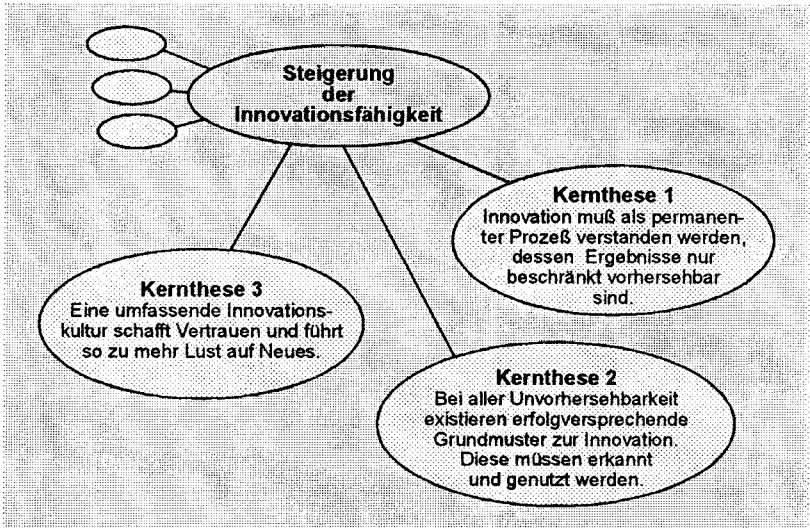 Steigerung
der
Innovationsfähigkeit
Kernthese 1
Innovation muß als permanen-
ter Prozeß verstanden werden,
dessen Ergebnisse nur
beschränkt vorhersehbar
sind.
Kernthese 3
Eine umfassende Innovations-
kultur schafft Vertrauen und führt
so zu mehr Lust auf Neues.
Kernthese 2
Bei aller Unvorhersehbarkeit
existieren erfolgversprechende
Grundmuster zur Innovation.
Diese müssen erkannt
und genutzt werden.